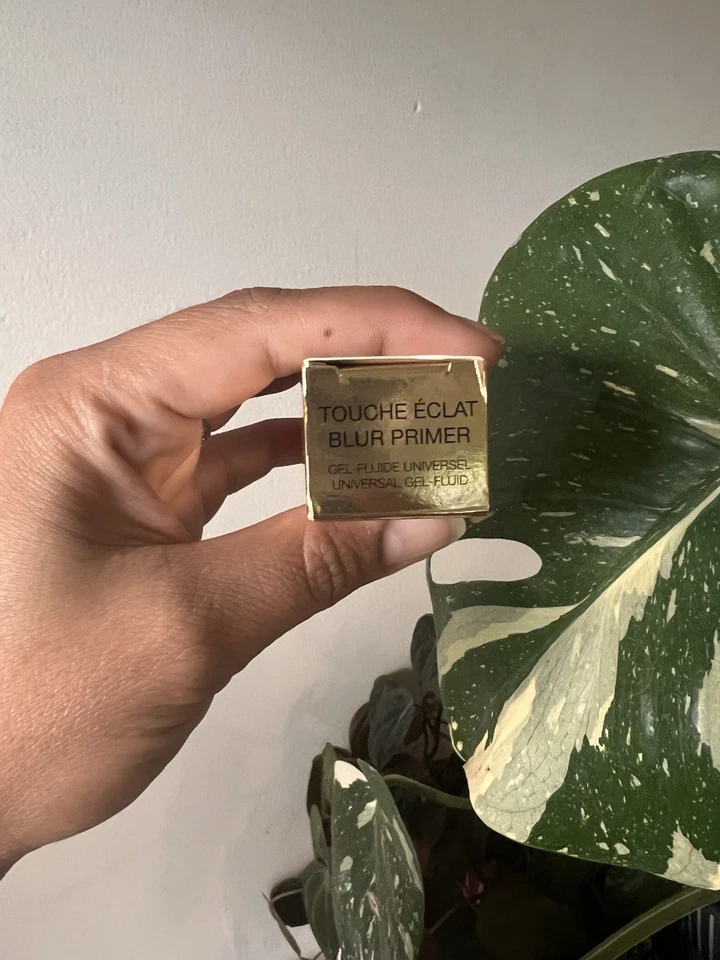 TOUCHE ÉCLAT
BLUR PRIMER
GEL-FLUIDE UNIVERSEL
UNIVERSAL GEL-FLUID